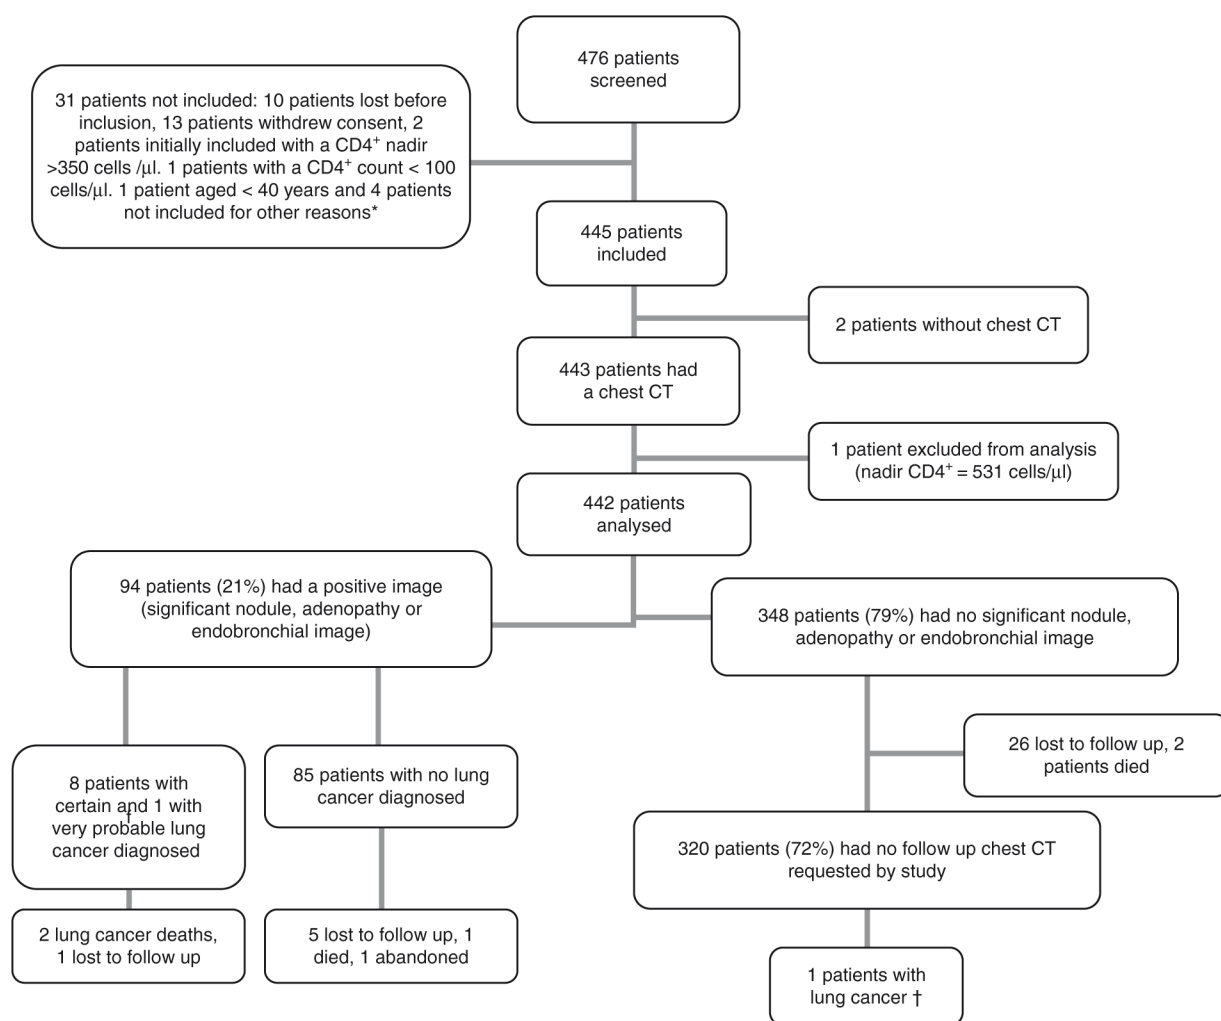 476 patients
screened
31 patients not included: 10 patients lost before
inclusion, 13 patients withdrew consent, 2
patients initially included with a CD4⁺ nadir
>350 cells /μl. 1 patients with a CD4⁺ count < 100
cells/μl. 1 patient aged < 40 years and 4 patients
not included for other reasons*
445 patients
included
2 patients without chest CT
443 patients had
a chest CT
1 patient excluded from analysis
(nadir CD4⁺ = 531 cells/μl)
442 patients
analysed
94 patients (21%) had a positive image
(significant nodule, adenopathy or
endobronchial image)
348 patients (79%) had no significant nodule,
adenopathy or endobronchial image
26 lost to follow up, 2
patients died
8 patients with
certain and 1 with
†
very probable lung
cancer diagnosed
85 patients with no lung
cancer diagnosed
320 patients (72%) had no follow up chest CT
requested by study
2 lung cancer deaths,
1 lost to follow up
5 lost to follow up, 1
died, 1 abandoned
1 patients with
lung cancer †